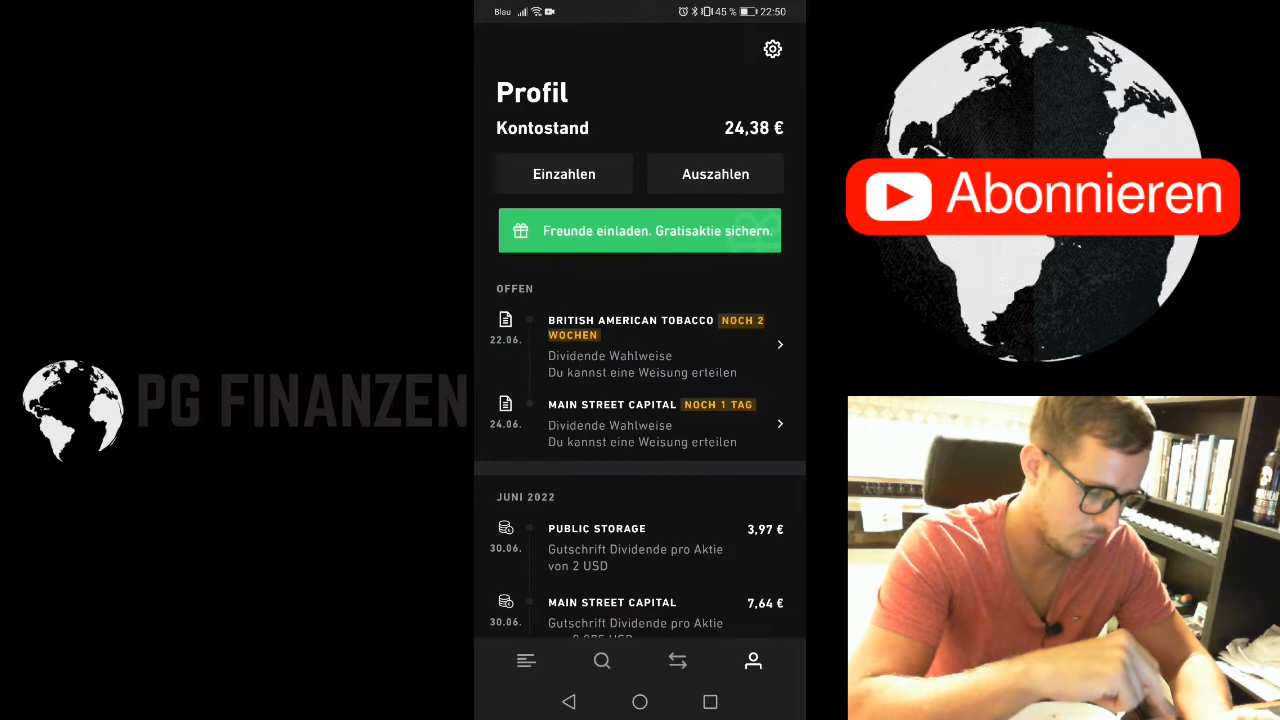 Blau
45 %
22:50
Profil
Kontostand 24,38 €
Einzahlen Auszahlen
Freunde einladen. Gratisaktie sichern.
OFFEN
BRITISH AMERICAN TOBACCO NOCH 2
WOCHEN
22.06.
Dividende Wahlweise
Du kannst eine Weisung erteilen
MAIN STREET CAPITAL NOCH 1 TAG
24.06.
Dividende Wahlweise
Du kannst eine Weisung erteilen
JUNI 2022
PUBLIC STORAGE 3,97 €
30.06.
Gutschrift Dividende pro Aktie
von 2 USD
MAIN STREET CAPITAL 7,64 €
30.06.
Gutschrift Dividende pro Aktie
PG FINANZEN
Abonnieren